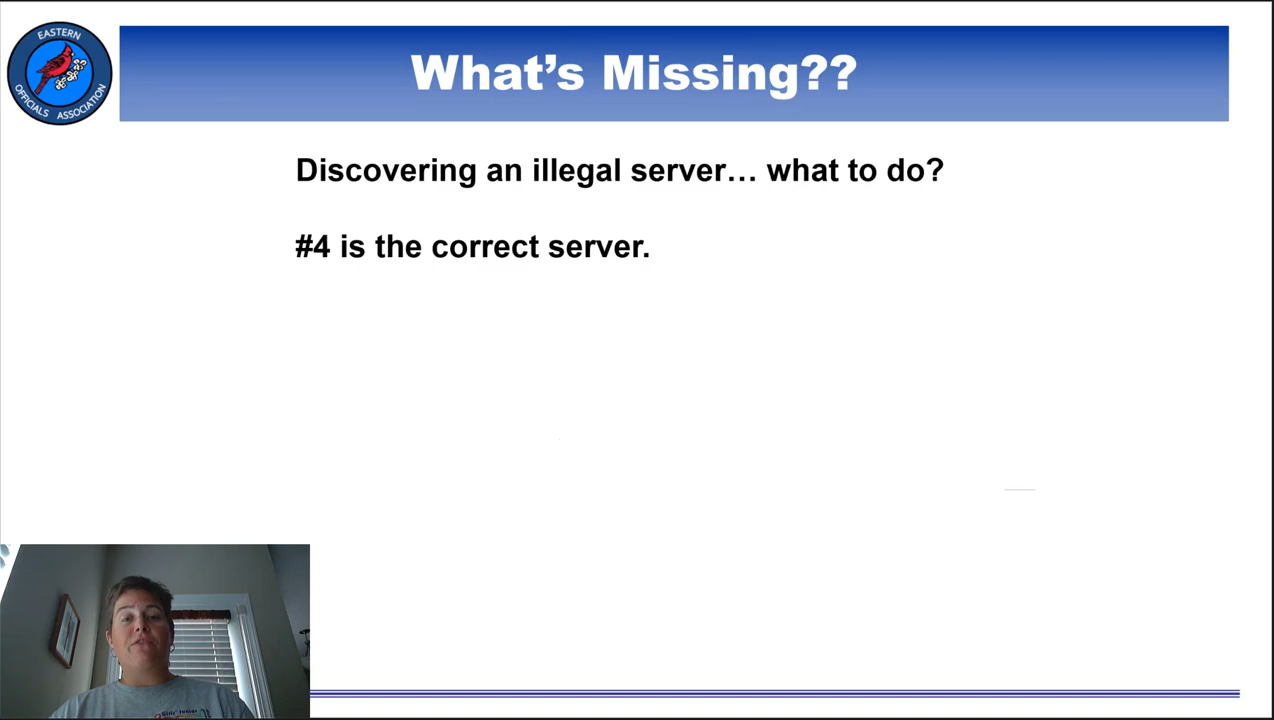 EASTERN
OFFICIALS ASSOCIATION
What's Missing??
Discovering an illegal server… what to do?
#4 is the correct server.